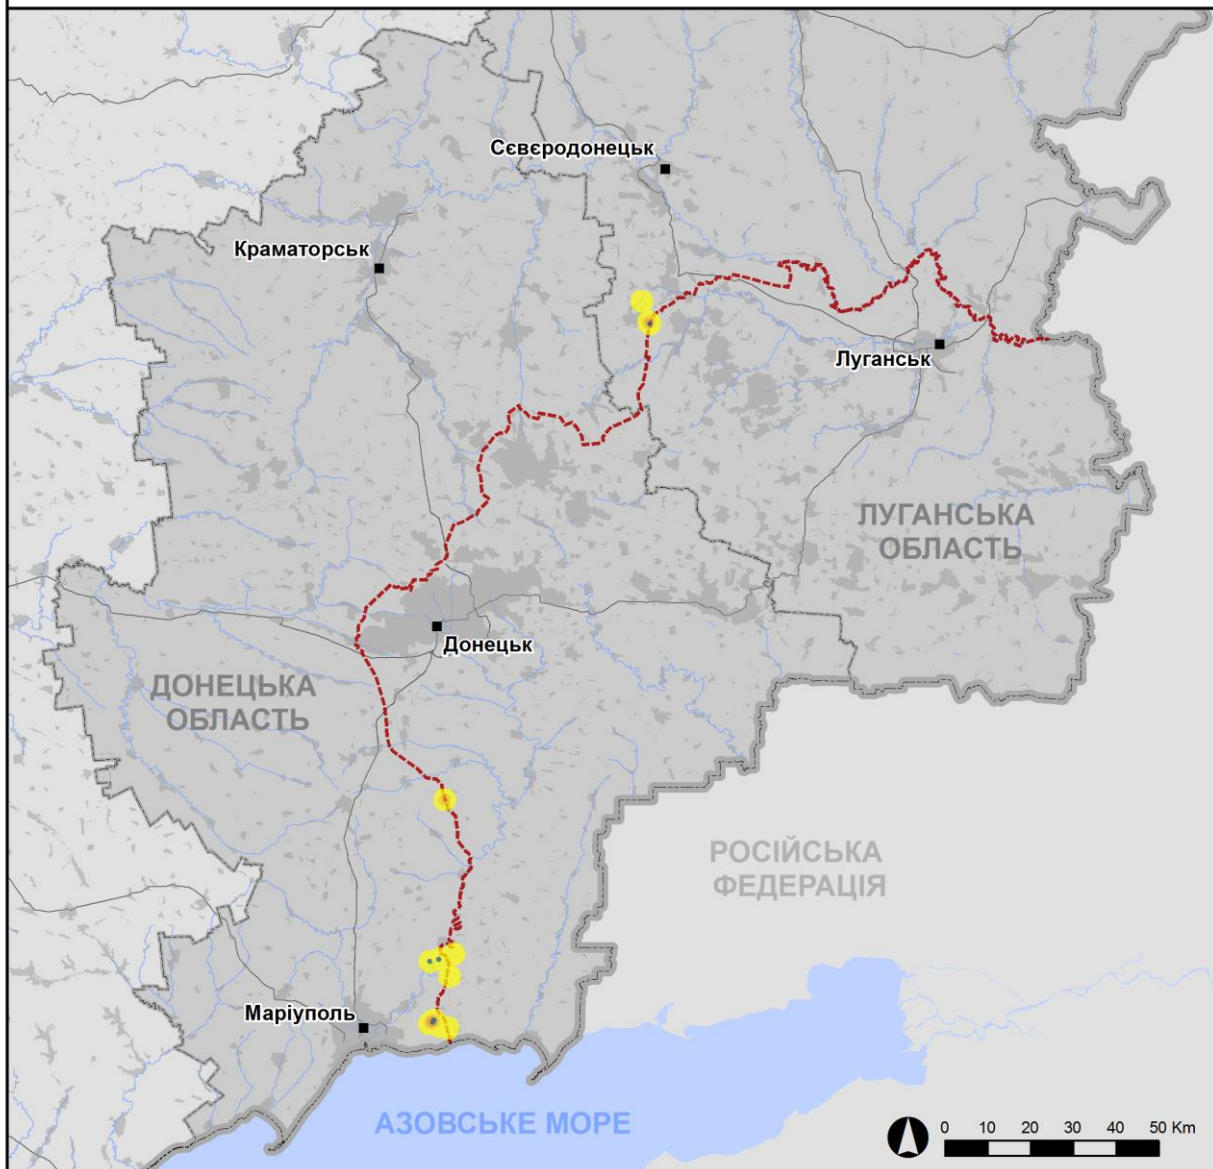 Сєвєродонецьк
Краматорськ
Луганськ
ЛУГАНСЬКА
ОБЛАСТЬ
Донецьк
ДОНЕЦЬКА
ОБЛАСТЬ
РОСІЙСЬКА
ФЕДЕРАЦІЯ
Маріуполь
АЗОВСЬКЕ МОРЕ
0 10 20 30 40 50 Km